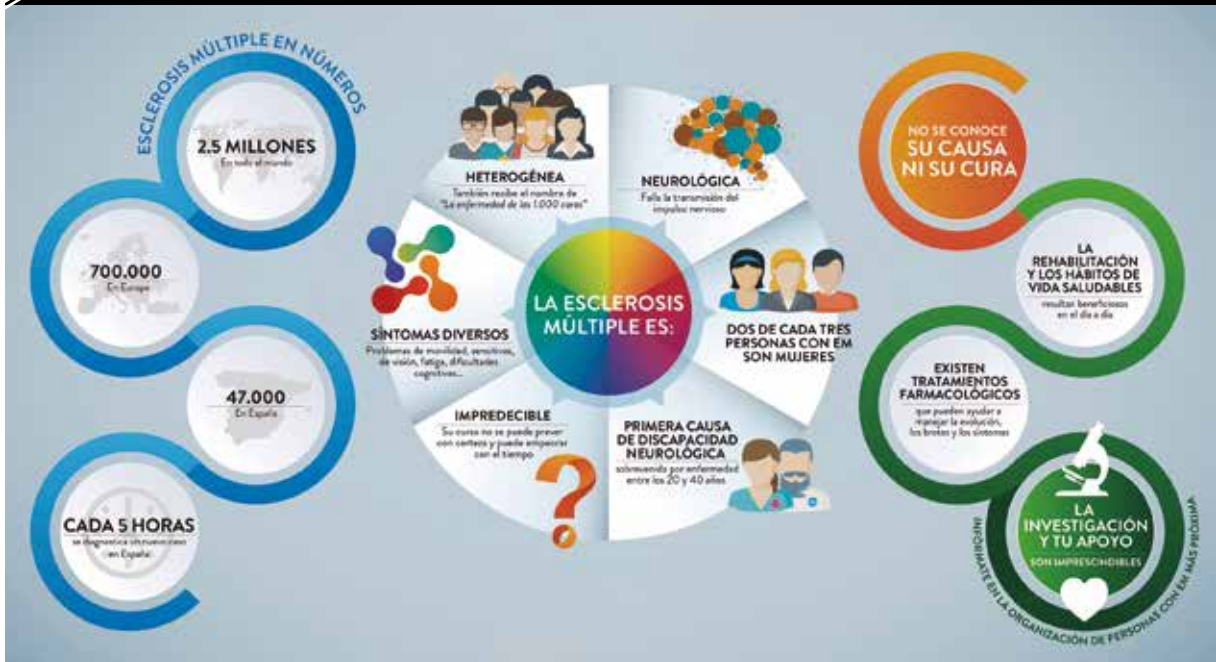 ESCLEROSIS MÚLTIPLE EN NÚMEROS
2.5 MILLONES
En todo el mundo
700.000
En Europa
47.000
En España
CADA 5 HORAS
se diagnostica un nuevo caso
en España
HETEROGÉNEA
También recibe el nombre de
"La enfermedad de las 1.000 caras"
NEUROLÓGICA
Falla la transmisión del
impulso nervioso
SÍNTOMAS DIVERSOS
Problemas de movilidad, sensitivos,
de visión, fatiga, dificultades
cognitivas...
LA ESCLEROSIS
MÚLTIPLE ES:
DOS DE CADA TRES
PERSONAS CON EM
SON MUJERES
IMPREDECIBLE
Su curso no se puede prever
con certeza y puede empeorar
con el tiempo
PRIMERA CAUSA
DE DISCAPACIDAD
NEUROLÓGICA
sobrevenida por enfermedad
entre los 20 y 40 años
NO SE CONOCE
SU CAUSA
NI SU CURA
LA
REHABILITACIÓN
Y LOS HÁBITOS DE
VIDA SALUDABLES
resultan beneficiosos
en el día a día
EXISTEN
TRATAMIENTOS
FARMACOLÓGICOS
que pueden ayudar a
manejar la evolución,
los brotes y los síntomas
LA
INVESTIGACIÓN
Y TU APOYO
SON IMPRESCINDIBLES
INFÓRMATE EN LA ORGANIZACIÓN DE PERSONAS CON EM MÁS PRÓXIMA